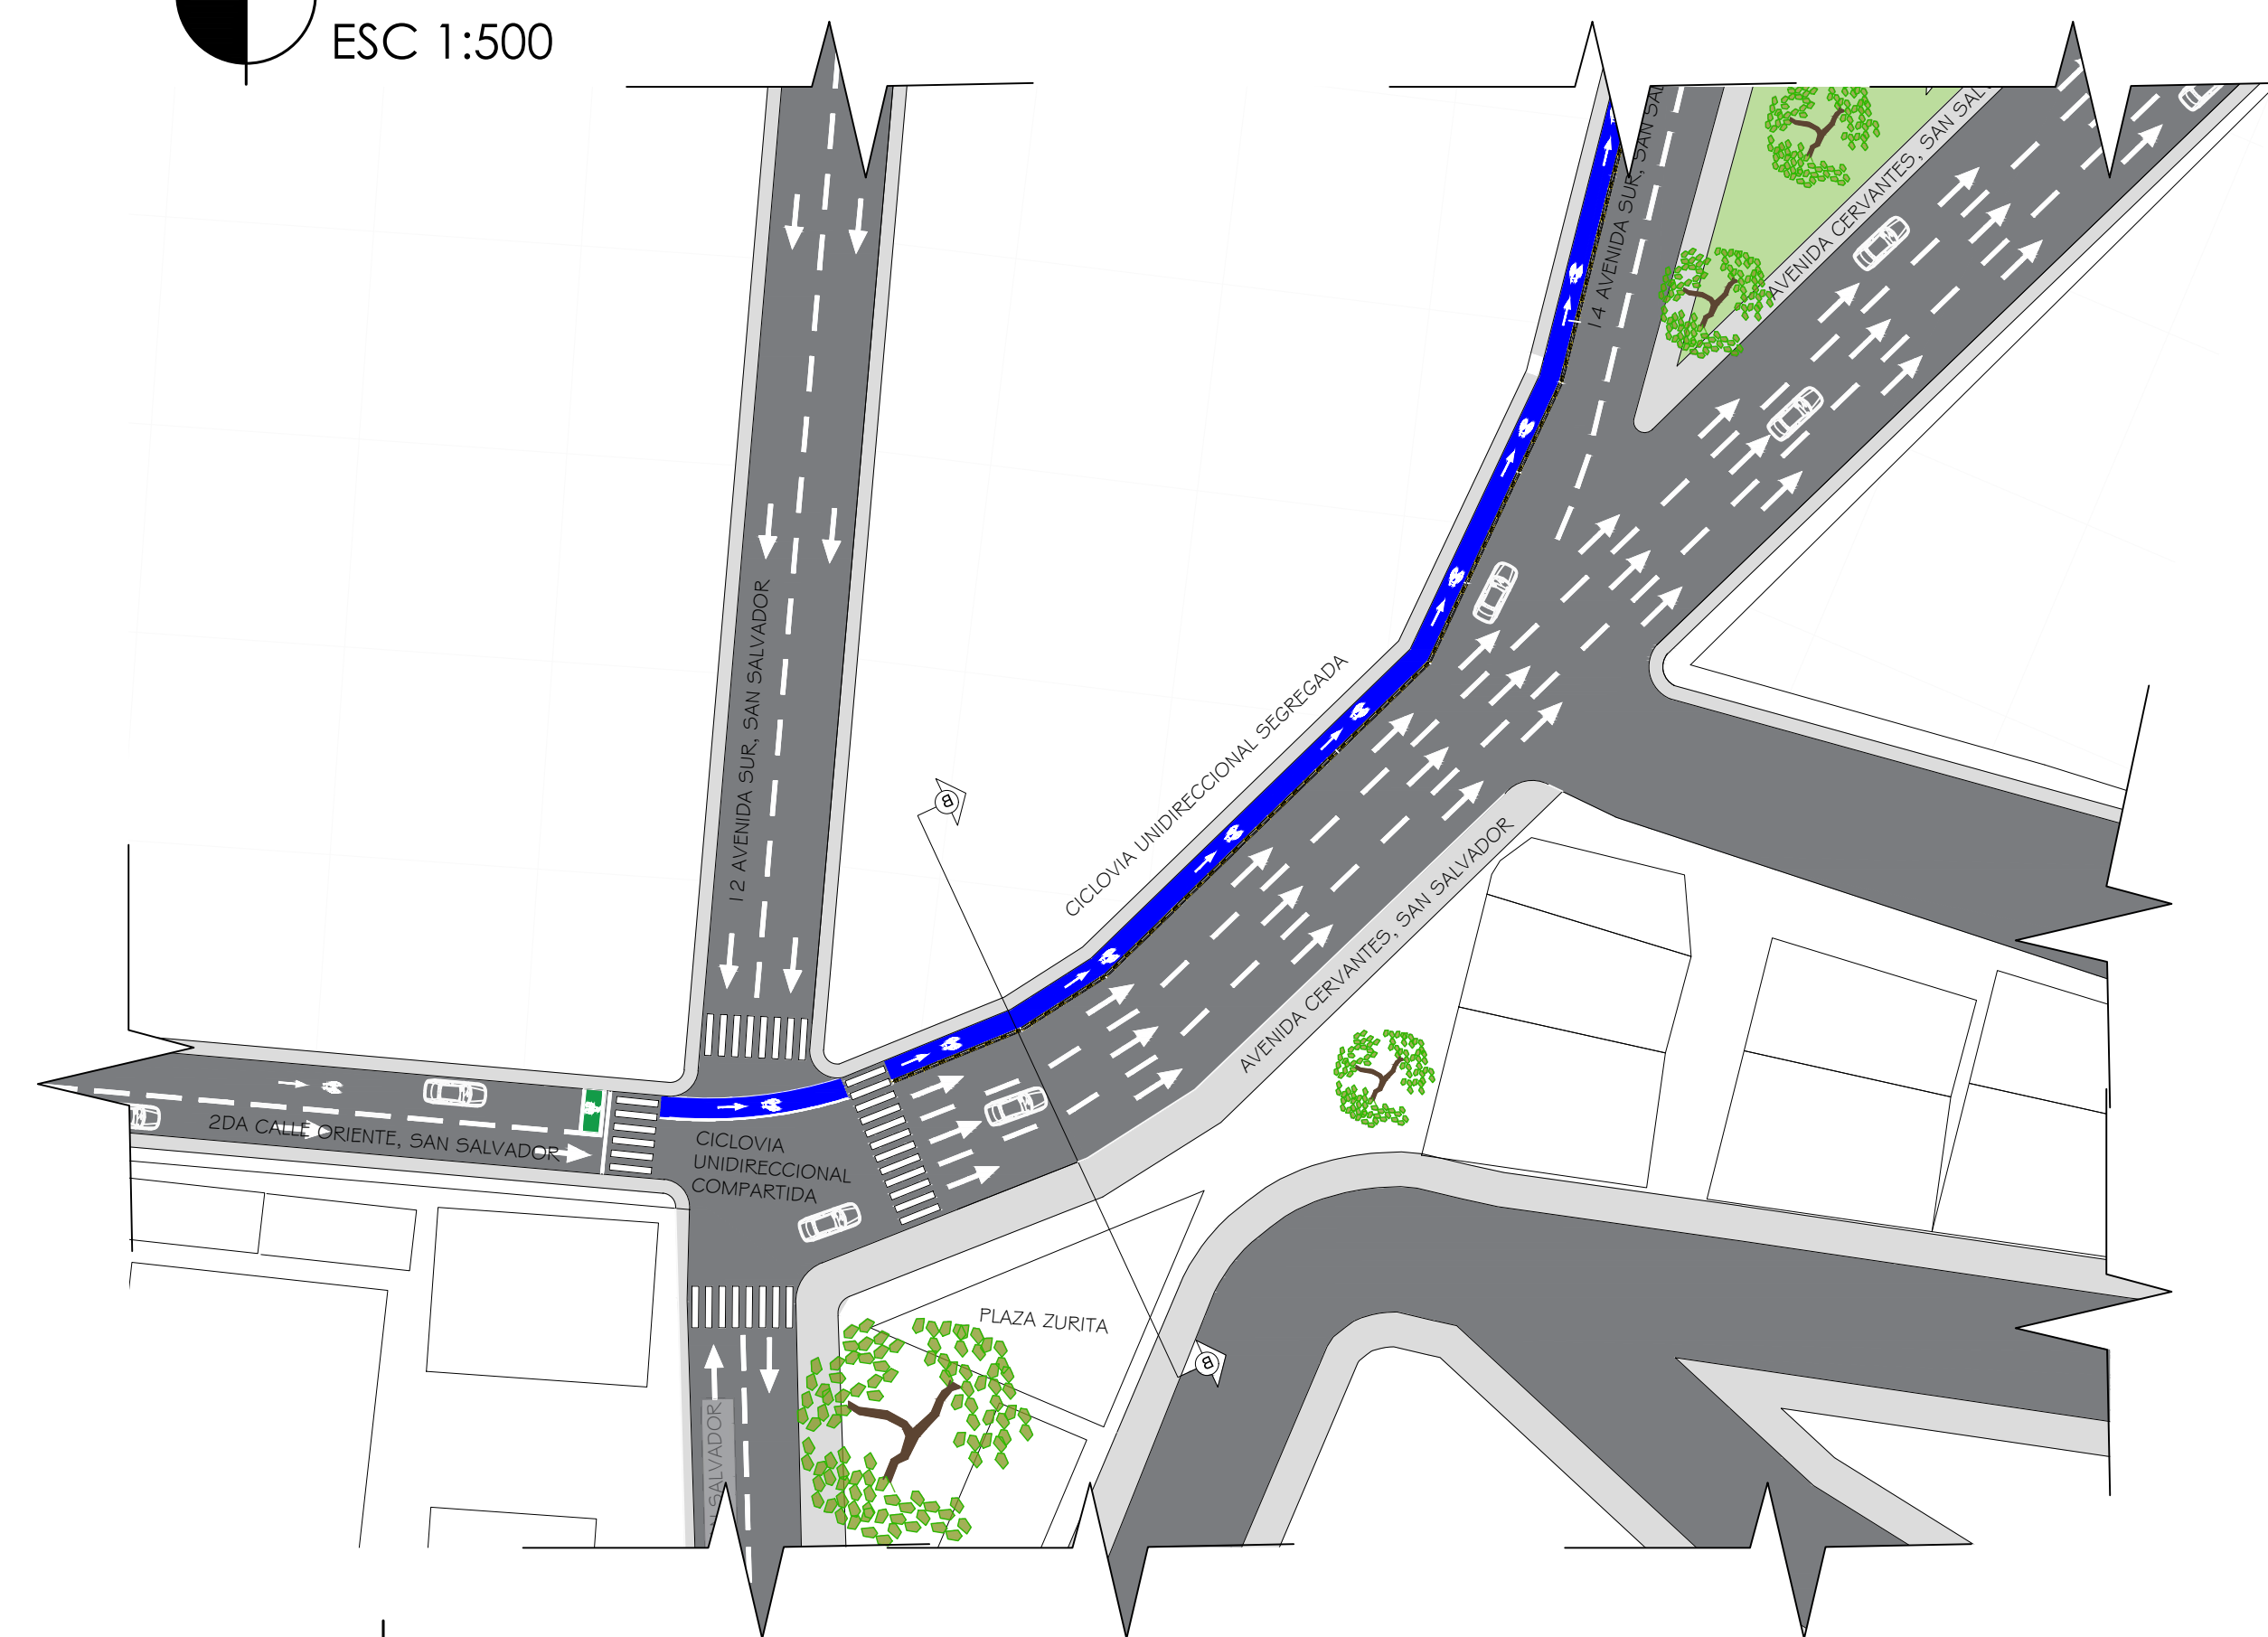 ESC 1:500
14 AVENIDA SUR, SAN SAL
AVENIDA CERVANTES, SAN SALV
12 AVENIDA SUR, SAN SALVADOR
CICLOVIA UNIDIRECCIONAL SEGREGADA
B
AVENIDA CERVANTES, SAN SALVADOR
2DA CALLE ORIENTE, SAN SALVADOR
CICLOVIA
UNIDIRECCIONAL
COMPARTIDA
PLAZA ZURITA
B
SALVADOR